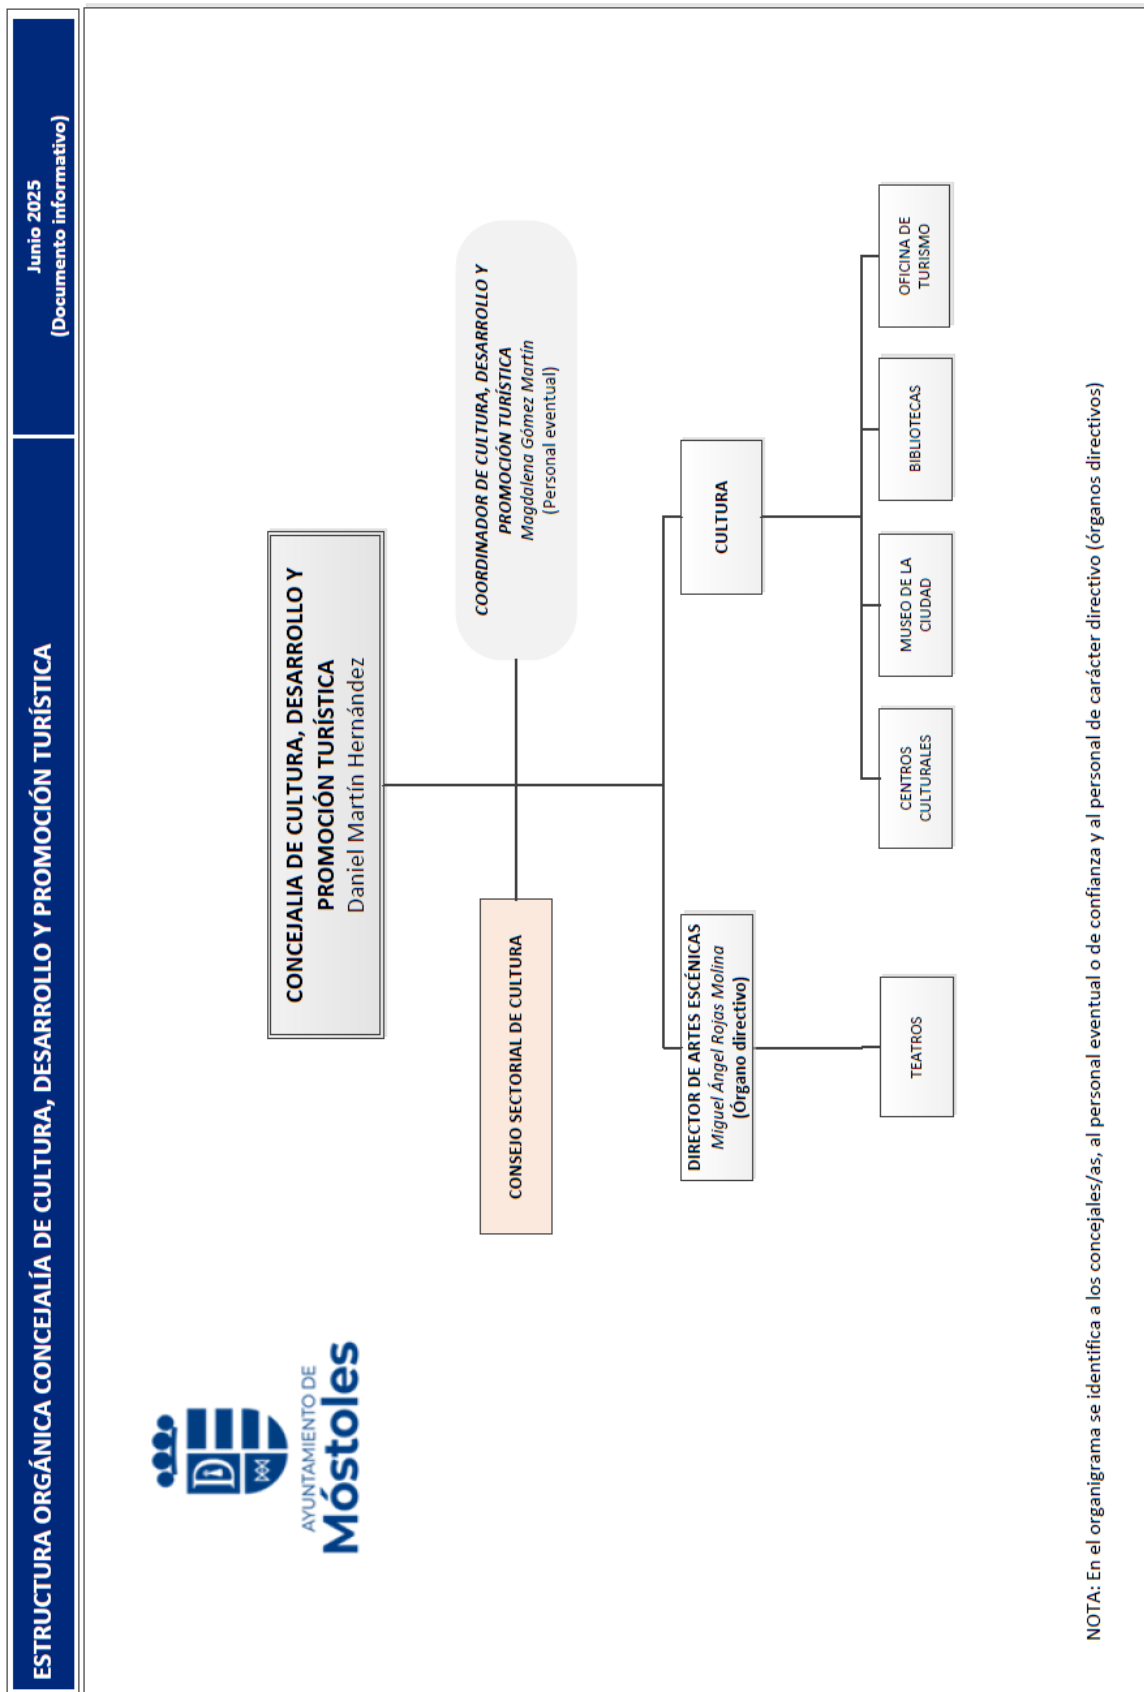 ESTRUCTURA ORGÁNICA CONCEJALÍA DE CULTURA, DESARROLLO Y PROMOCIÓN TURÍSTICA
Junio 2025
(Documento informativo)
AYUNTAMIENTO DE
Móstoles
CONCEJALIA DE CULTURA, DESARROLLO Y
PROMOCIÓN TURÍSTICA
Daniel Martín Hernández
CONSEJO SECTORIAL DE CULTURA
COORDINADOR DE CULTURA, DESARROLLO Y
PROMOCIÓN TURÍSTICA
Magdalena Gómez Martín
(Personal eventual)
DIRECTOR DE ARTES ESCÉNICAS
Miguel Ángel Rojas Molina
(Órgano directivo)
CULTURA
TEATROS
CENTROS
CULTURALES
MUSEO DE LA
CIUDAD
BIBLIOTECAS
OFICINA DE
TURISMO
NOTA: En el organigrama se identifica a los concejales/as, al personal eventual o de confianza y al personal de carácter directivo (órganos directivos)